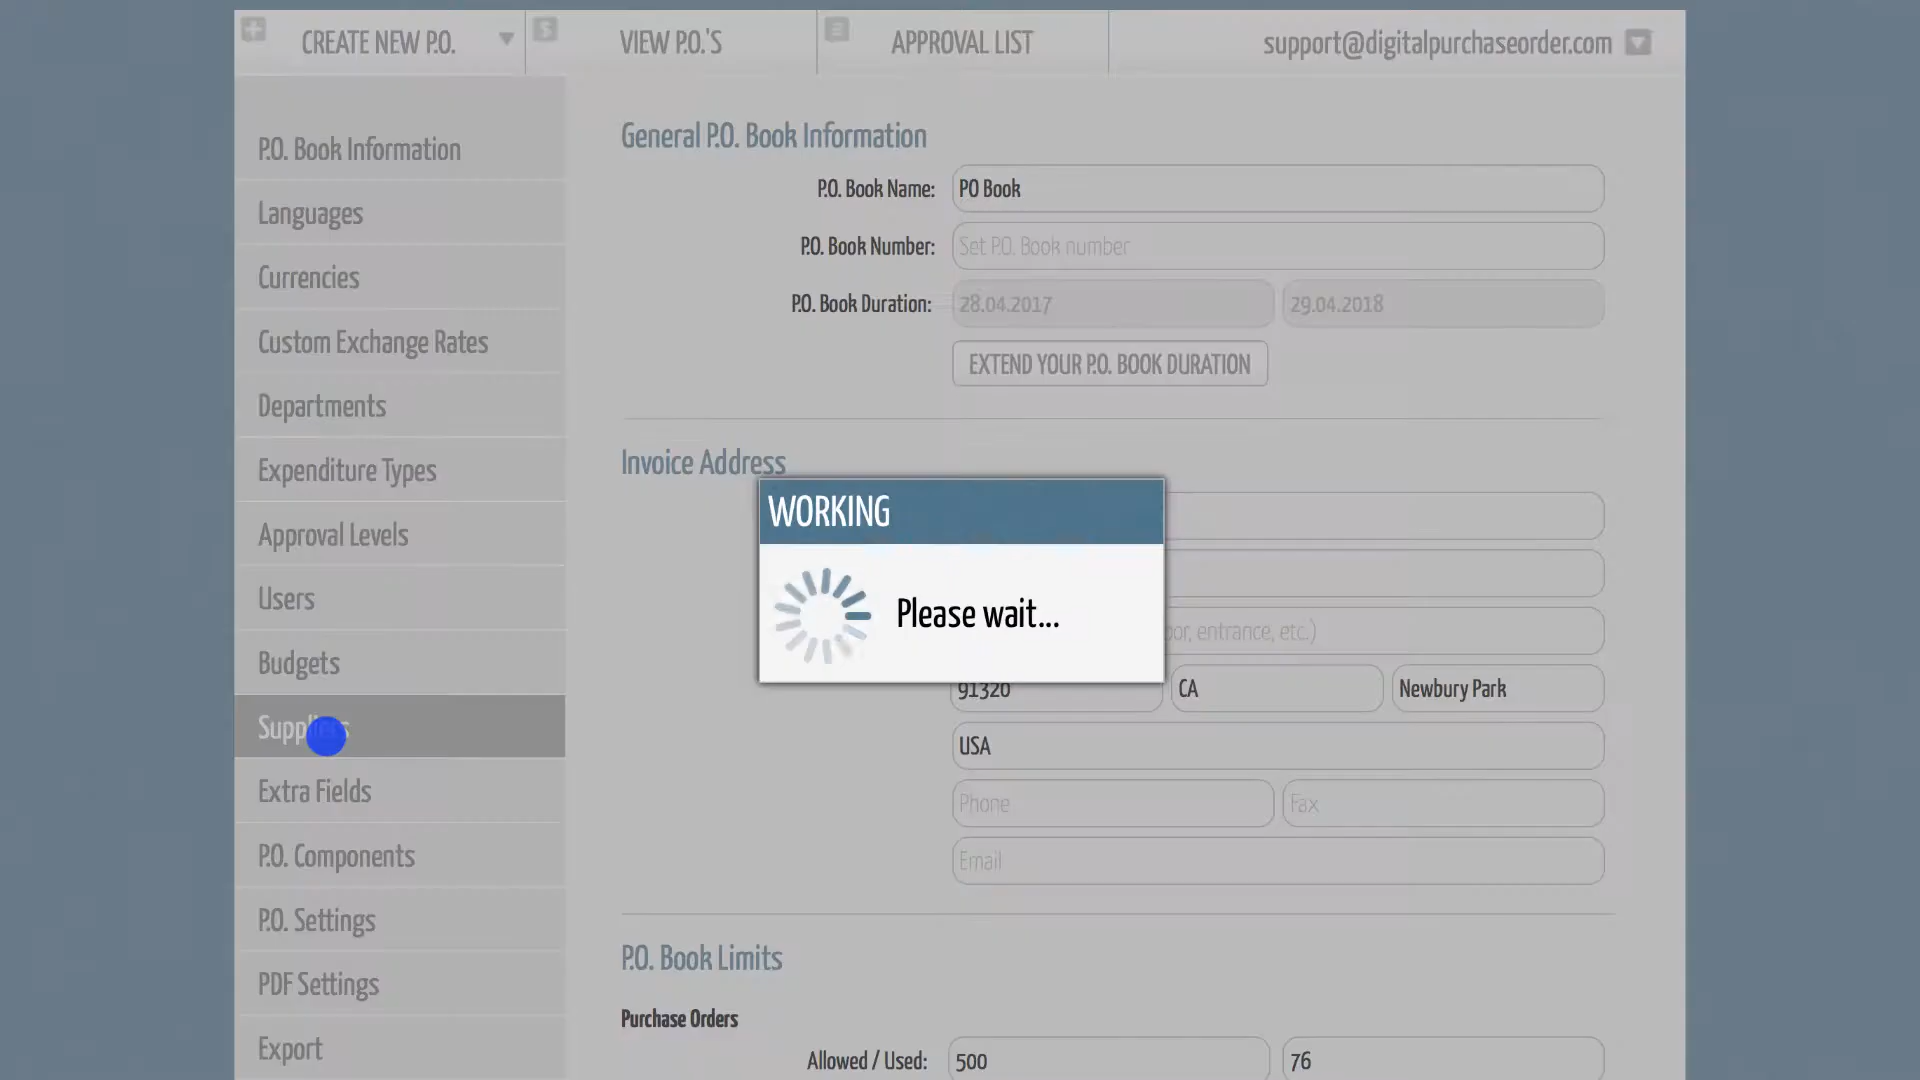 CREATE NEW P.O.
VIEW P.O.'S
APPROVAL LIST
support@digitalpurchaseorder.com
P.O. Book Information
Languages
Currencies
Custom Exchange Rates
Departments
Expenditure Types
Approval Levels
Users
Budgets
Suppliers
Extra Fields
P.O. Components
P.O. Settings
PDF Settings
Export
General P.O. Book Information
P.O. Book Name: PO Book
P.O. Book Number: Set P.O. Book number
P.O. Book Duration: 28.04.2017 29.04.2018
EXTEND YOUR P.O. BOOK DURATION
Invoice Address
WORKING
Please wait...
entrance, etc.)
91320 CA Newbury Park
USA
Phone Fax
Email
P.O. Book Limits
Purchase Orders
Allowed / Used: 500 76